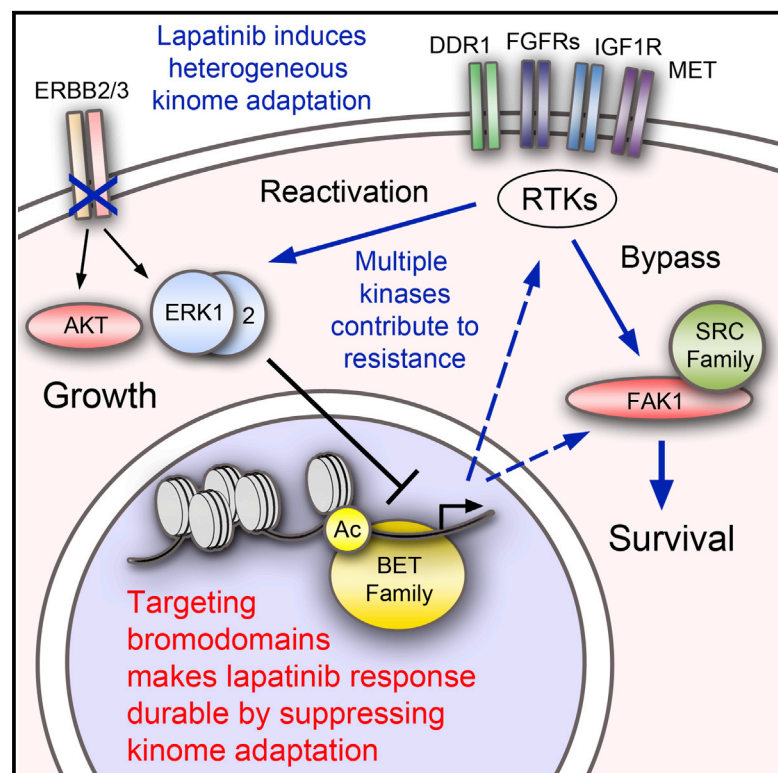 Lapatinib induces
heterogeneous
kinome adaptation
ERBB2/3
DDR1
FGFRs
IGF1R
MET
Reactivation
RTKs
Bypass
Multiple
kinases
contribute to
resistance
AKT
ERK1
2
SRC
Family
FAK1
Growth
Survival
Ac
BET
Family
Targeting
bromodomains
makes lapatinib response
durable by suppressing
kinome adaptation